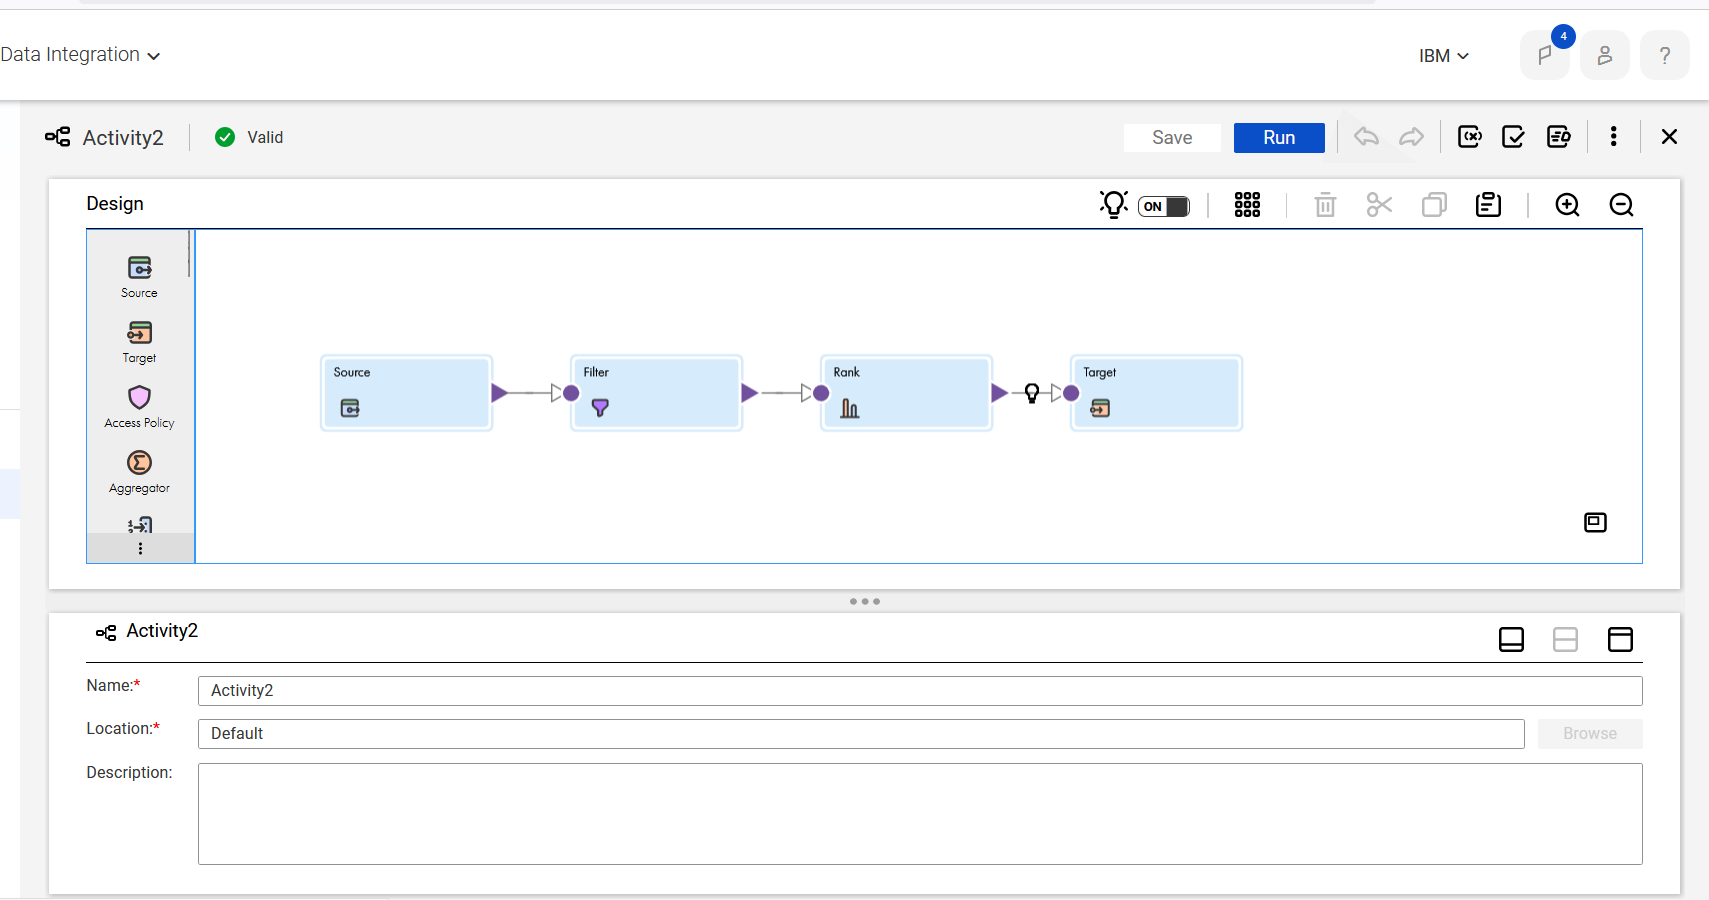 Data Integration
IBM
4
?
Activity2
Valid
Save
Run
Design
ON
Source
Target
Access Policy
Aggregator
Source
Filter
Rank
Target
Activity2
Name:*
Activity2
Location:*
Default
Browse
Description: